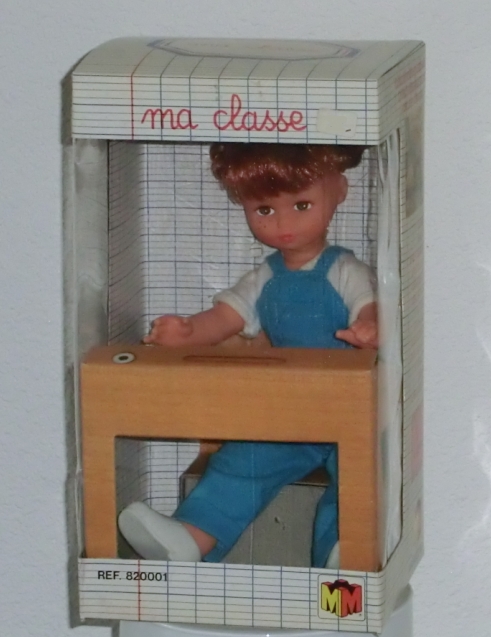 ma classe
REF. 820001
MM